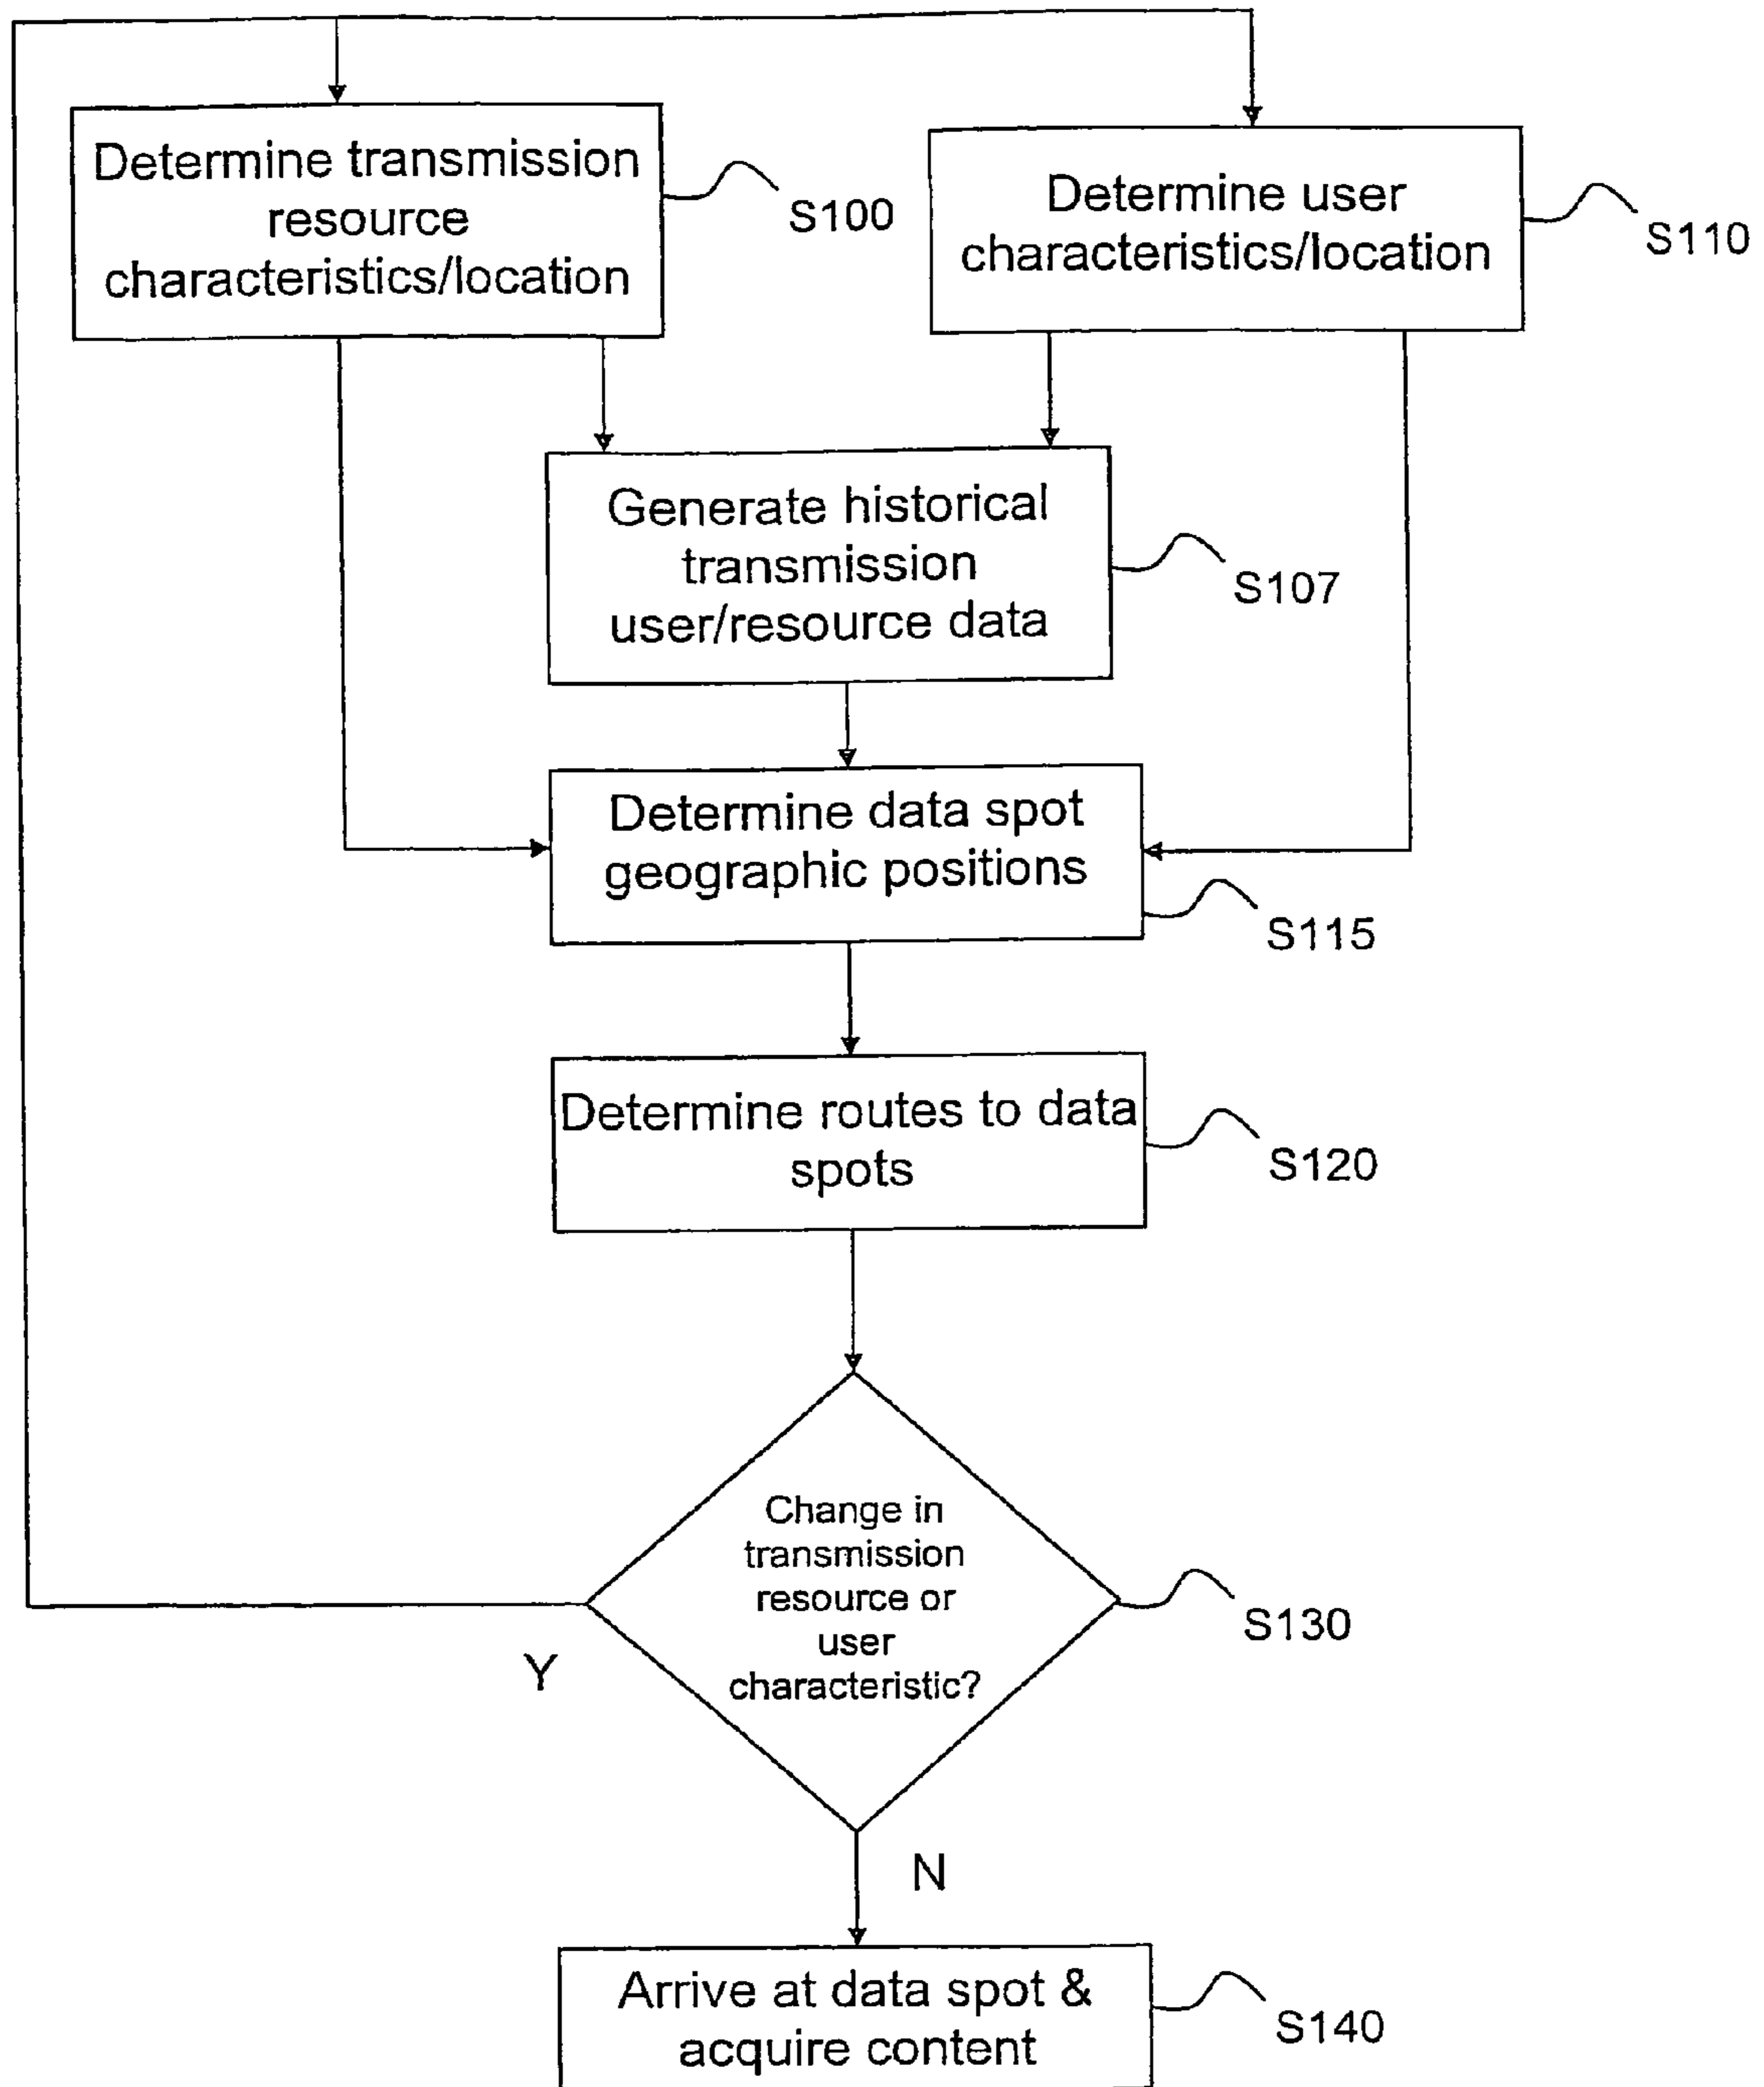 Determine transmission
resource
characteristics/location
S100
Determine user
characteristics/location
S110
Generate historical
transmission
user/resource data
S107
Determine data spot
geographic positions
S115
Determine routes to data
spots
S120
Change in
transmission
resource or
user
characteristic?
S130
Y
N
Arrive at data spot &
acquire content
S140